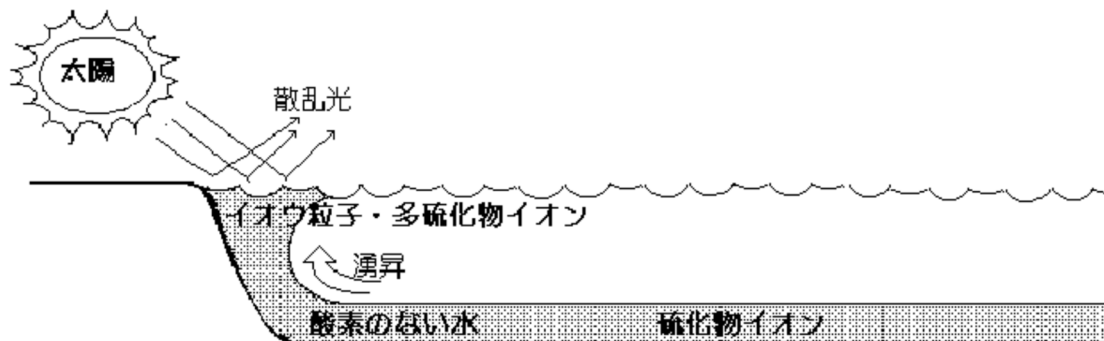 太陽
散乱光
イオウ粒子・多硫化物イオン
湧昇
酸素のない水 硫化物イオン